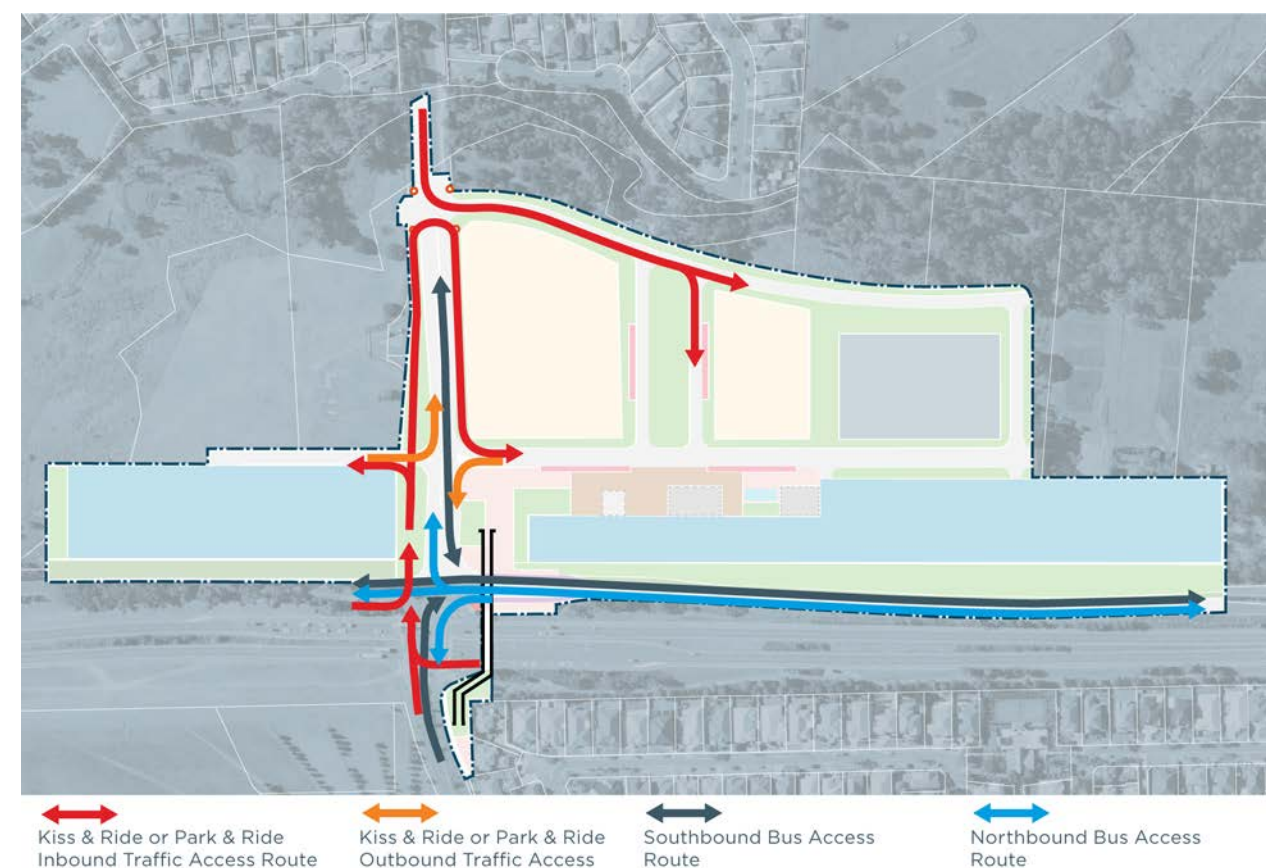 Kiss & Ride or Park & Ride
Inbound Traffic Access Route
Kiss & Ride or Park & Ride
Outbound Traffic Access
Southbound Bus Access
Route
Northbound Bus Access
Route